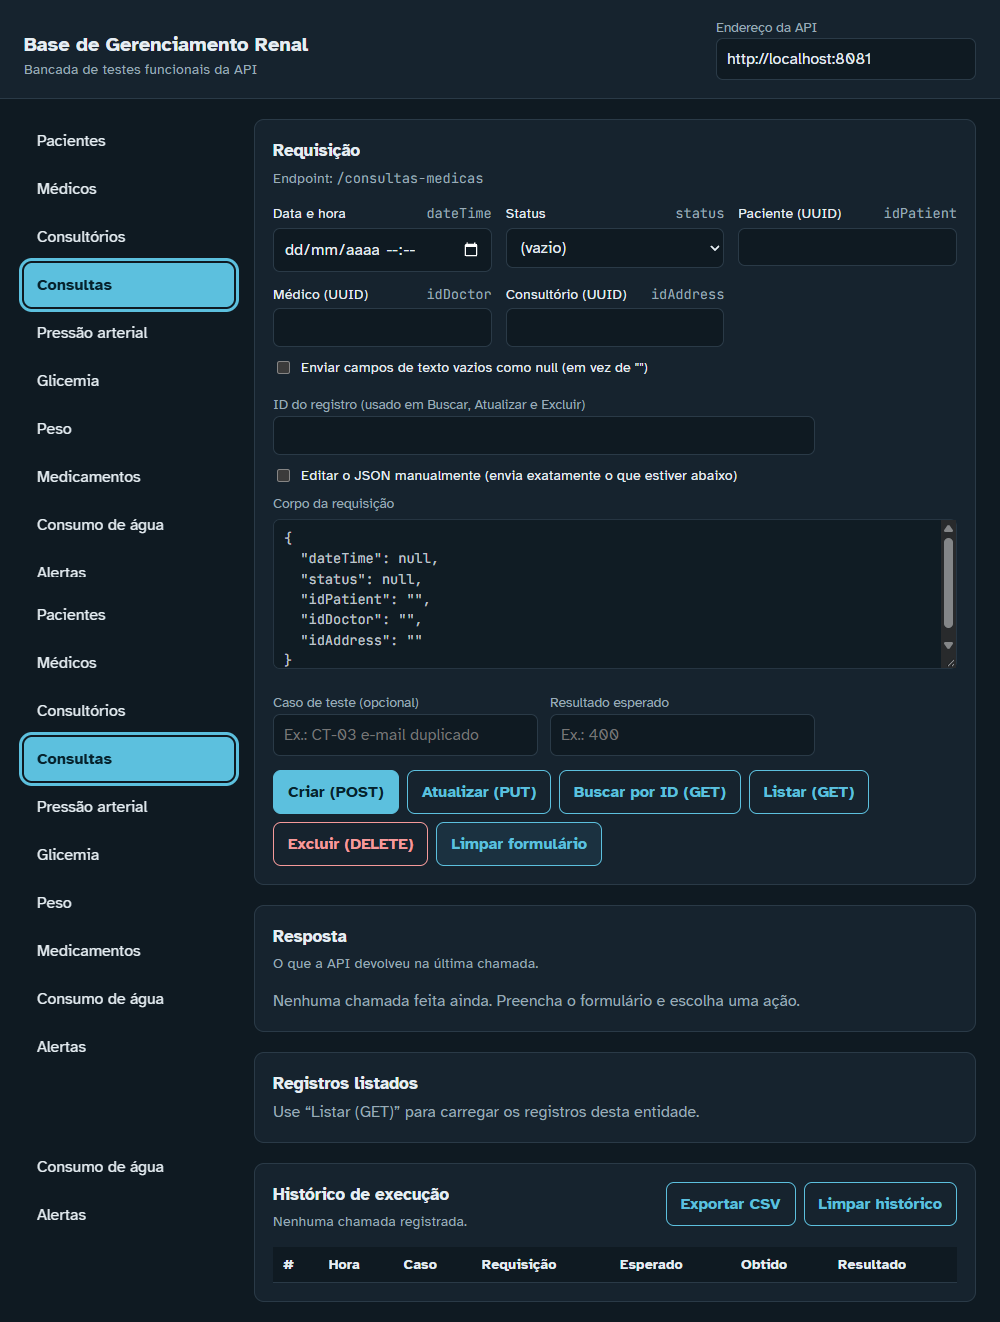 Base de Gerenciamento Renal
Bancada de testes funcionais da API
Endereço da API
http://localhost:8081
Pacientes
Médicos
Consultórios
Consultas
Pressão arterial
Glicemia
Peso
Medicamentos
Consumo de água
Alertas
Pacientes
Médicos
Consultórios
Consultas
Pressão arterial
Glicemia
Peso
Medicamentos
Consumo de água
Alertas
Consumo de água
Alertas
Requisição
Endpoint: /consultas-medicas
Data e hora dateTime
dd/mm/aaaa --:--
Status status
(vazio)
Paciente (UUID) idPatient
Médico (UUID) idDoctor
Consultório (UUID) idAddress
Enviar campos de texto vazios como null (em vez de "")
ID do registro (usado em Buscar, Atualizar e Excluir)
Editar o JSON manualmente (envia exatamente o que estiver abaixo)
Corpo da requisição
{
"dateTime": null,
"status": null,
"idPatient": "",
"idDoctor": "",
"idAddress": ""
}
Caso de teste (opcional)
Ex.: CT-03 e-mail duplicado
Resultado esperado
Ex.: 400
Criar (POST)
Atualizar (PUT)
Buscar por ID (GET)
Listar (GET)
Excluir (DELETE)
Limpar formulário
Resposta
O que a API devolveu na última chamada.
Nenhuma chamada feita ainda. Preencha o formulário e escolha uma ação.
Registros listados
Use “Listar (GET)” para carregar os registros desta entidade.
Histórico de execução
Nenhuma chamada registrada.
Exportar CSV
Limpar histórico
# Hora Caso Requisição Esperado Obtido Resultado